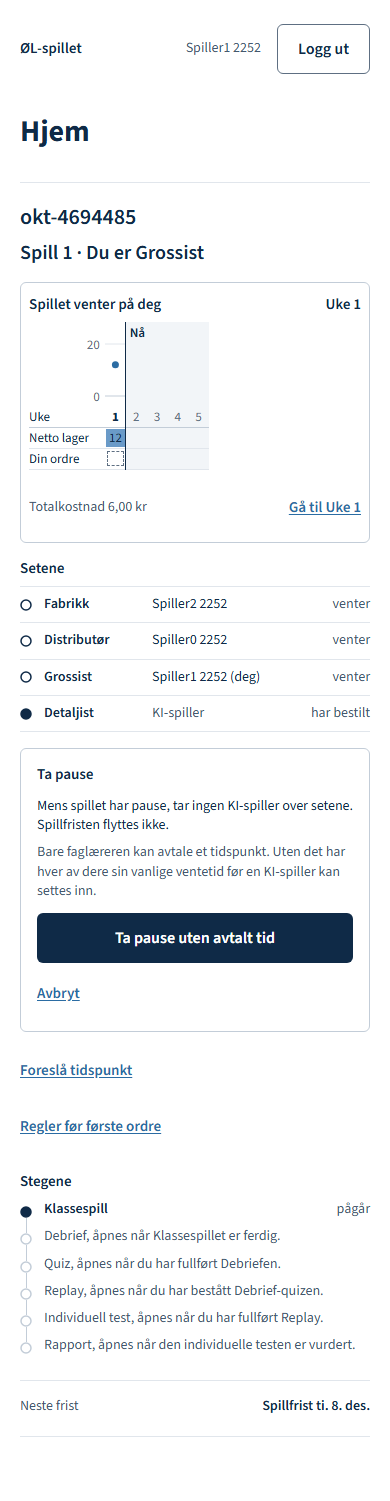 ØL-spillet Spiller1 2252 Logg ut
Hjem
okt-4694485
Spill 1 · Du er Grossist
Spillet venter på deg Uke 1
Nå
20
0
Uke 1 2 3 4 5
Netto lager 12
Din ordre
Totalkostnad 6,00 kr Gå til Uke 1
Setene
Fabrikk Spiller2 2252 venter
Distributør Spiller0 2252 venter
Grossist Spiller1 2252 (deg) venter
Detaljist KI-spiller har bestilt
Ta pause
Mens spillet har pause, tar ingen KI-spiller over setene.
Spillfristen flyttes ikke.
Bare faglæreren kan avtale et tidspunkt. Uten det har
hver av dere sin vanlige ventetid før en KI-spiller kan
settes inn.
Ta pause uten avtalt tid
Avbryt
Foreslå tidspunkt
Regler før første ordre
Stegene
Klassespill pågår
Debrief, åpnes når Klassespillet er ferdig.
Quiz, åpnes når du har fullført Debriefen.
Replay, åpnes når du har bestått Debrief-quizen.
Individuell test, åpnes når du har fullført Replay.
Rapport, åpnes når den individuelle testen er vurdert.
Neste frist Spillfrist ti. 8. des.